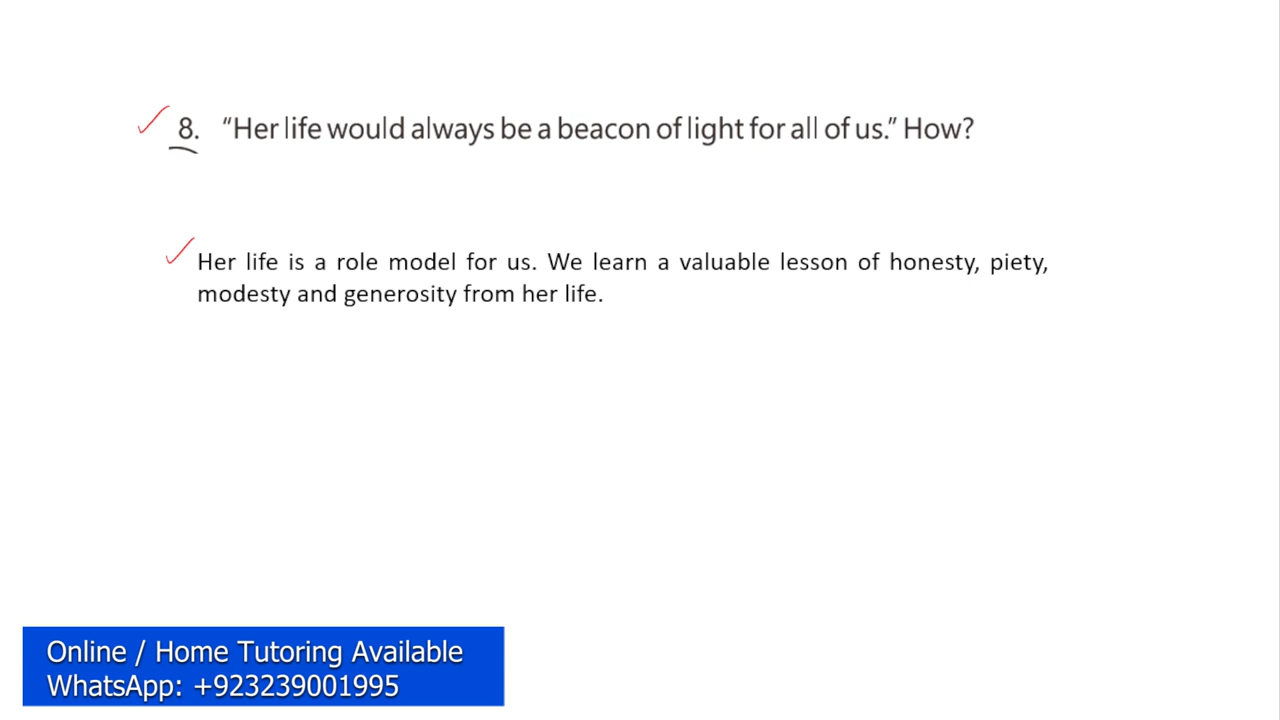 8. “Her life would always be a beacon of light for all of us.” How?
Her life is a role model for us. We learn a valuable lesson of honesty, piety,
modesty and generosity from her life.
Online / Home Tutoring Available
WhatsApp: +923239001995